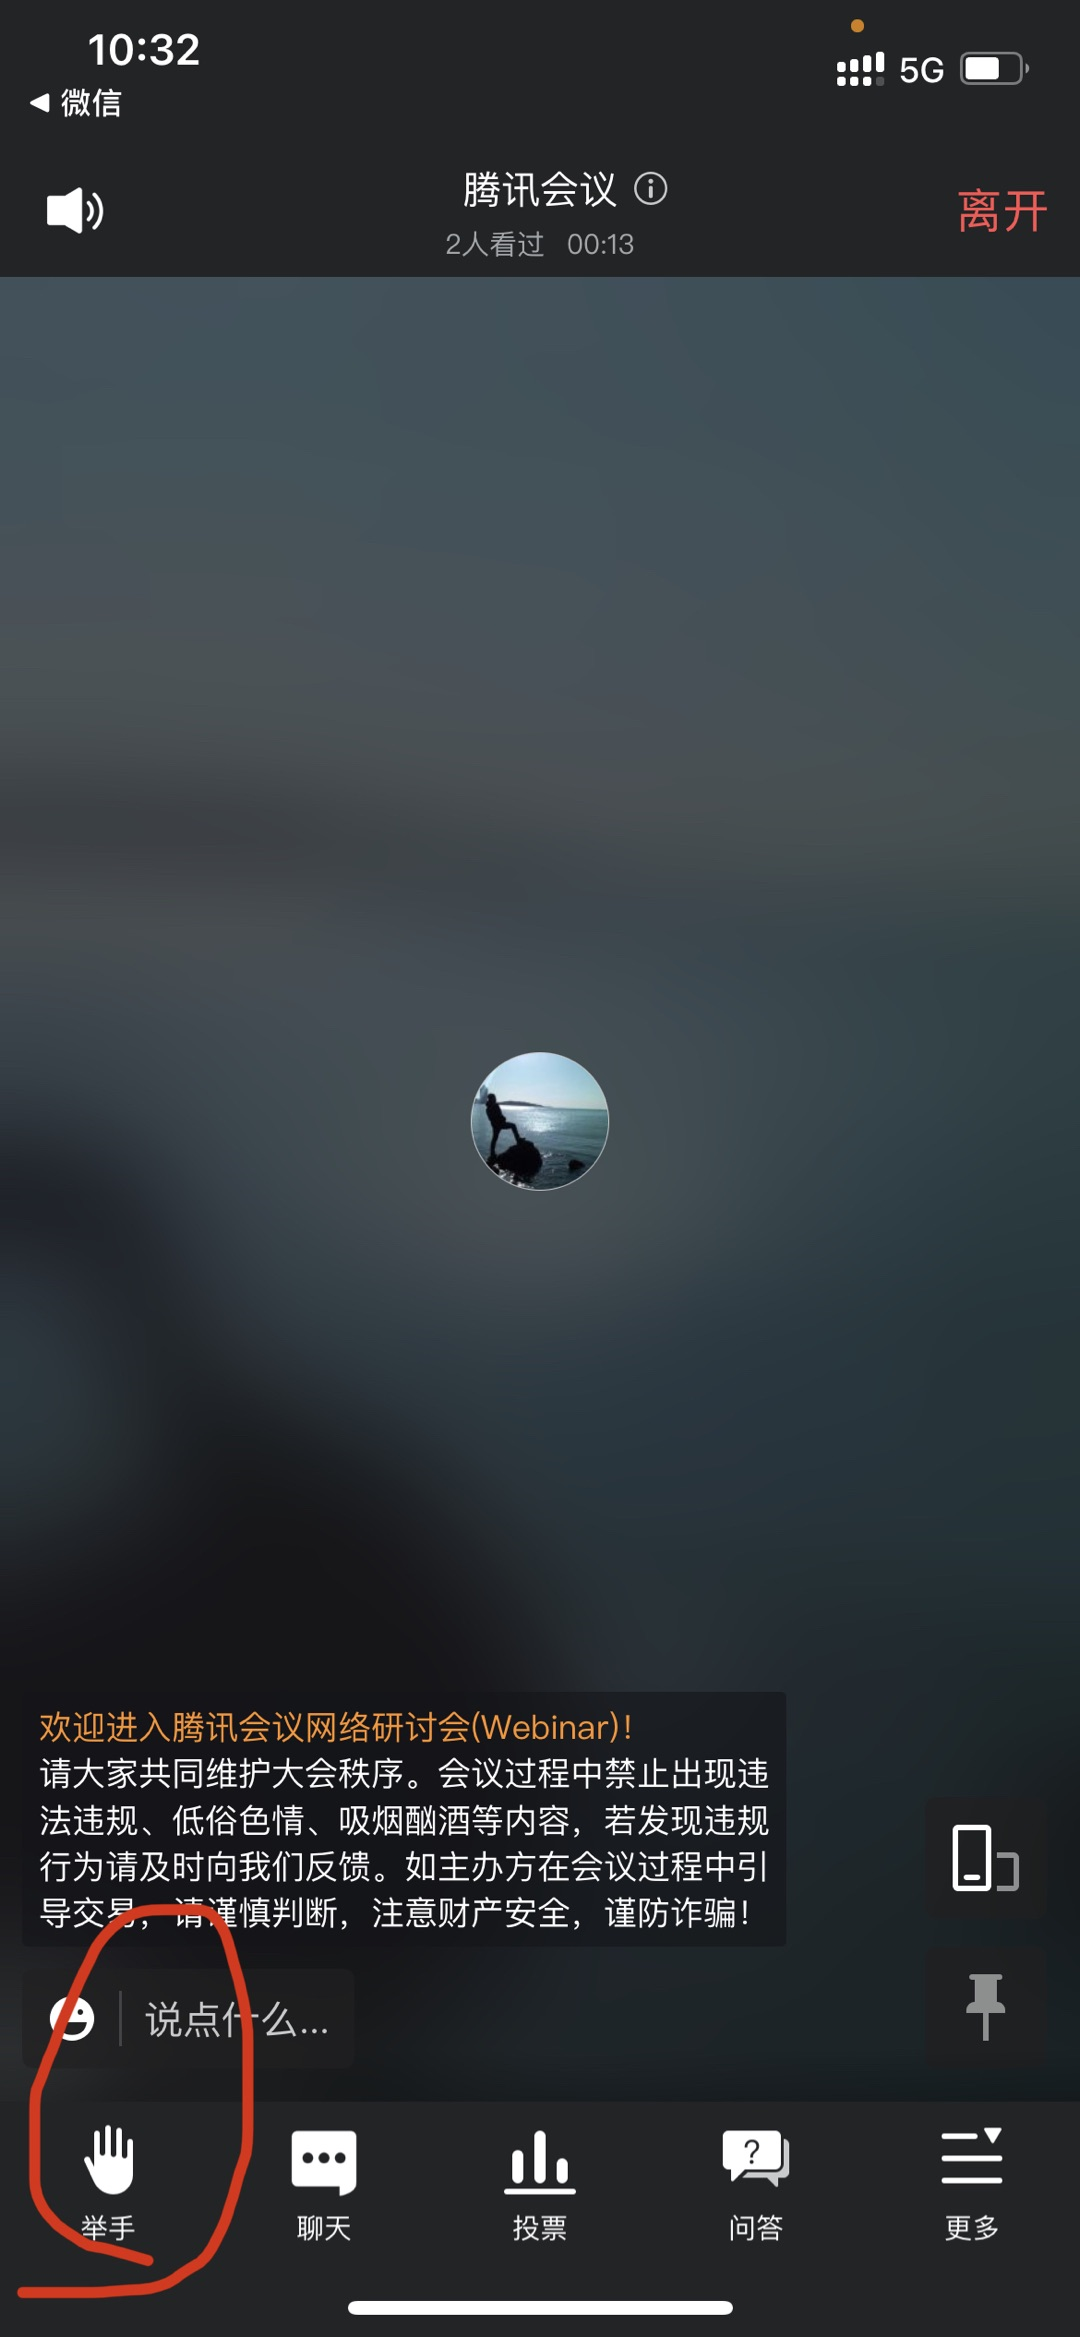 10:32
5G
微信
腾讯会议
离开
2人看过 00:13
欢迎进入腾讯会议网络研讨会(Webinar)!
请大家共同维护大会秩序。会议过程中禁止出现违
法违规、低俗色情、吸烟酗酒等内容，若发现违规
行为请及时向我们反馈。如主办方在会议过程中引
导交易，请谨慎判断，注意财产安全，谨防诈骗！
说点什么...
举手
聊天
投票
问答
更多